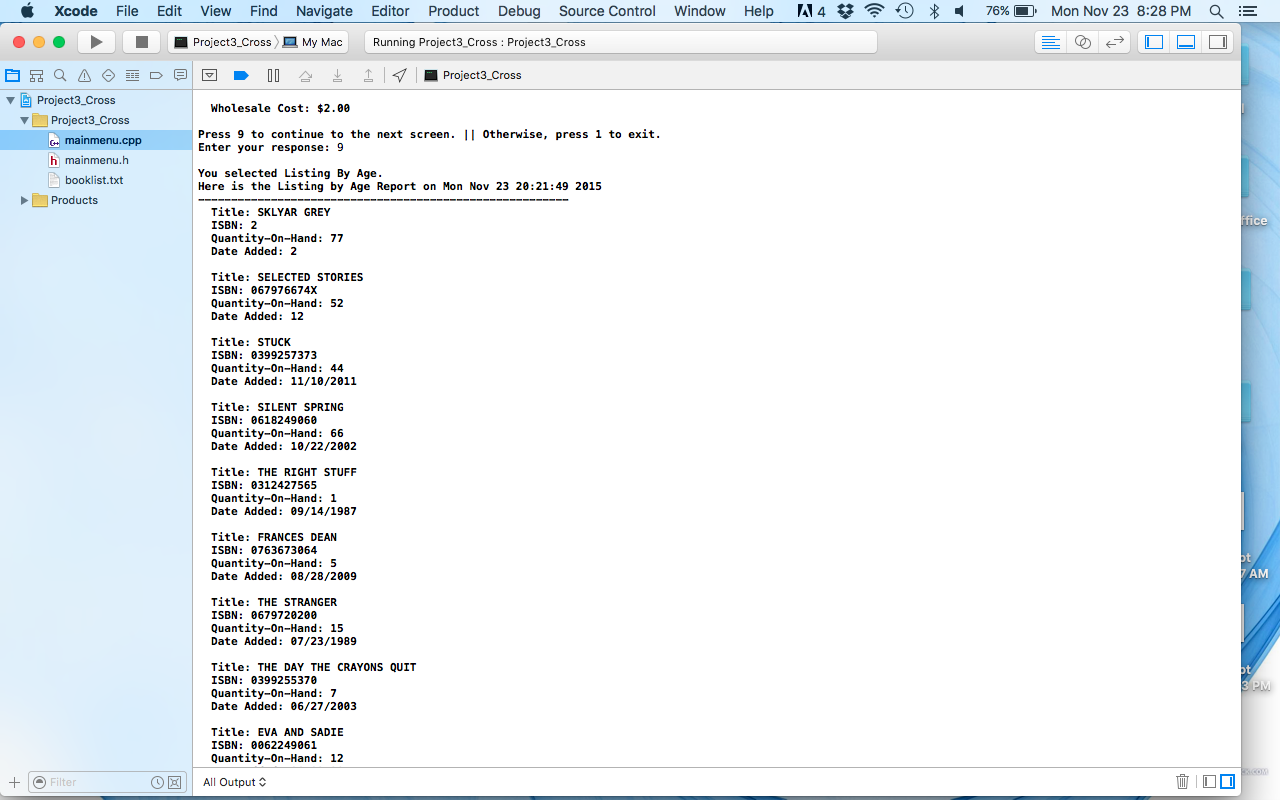 Xcode File Edit View Find Navigate Editor Product Debug Source Control Window Help 4 76% Mon Nov 23 8:28 PM
Project3_Cross My Mac Running Project3_Cross : Project3_Cross
Project3_Cross
Project3_Cross
Project3_Cross
mainmenu.cpp
mainmenu.h
booklist.txt
Products
Wholesale Cost: $2.00
Press 9 to continue to the next screen. || Otherwise, press 1 to exit.
Enter your response: 9
You selected Listing By Age.
Here is the Listing by Age Report on Mon Nov 23 20:21:49 2015
--------------------------------------------------------
Title: SKLYAR GREY
ISBN: 2
Quantity-On-Hand: 77
Date Added: 2
Title: SELECTED STORIES
ISBN: 067976674X
Quantity-On-Hand: 52
Date Added: 12
Title: STUCK
ISBN: 0399257373
Quantity-On-Hand: 44
Date Added: 11/10/2011
Title: SILENT SPRING
ISBN: 0618249060
Quantity-On-Hand: 66
Date Added: 10/22/2002
Title: THE RIGHT STUFF
ISBN: 0312427565
Quantity-On-Hand: 1
Date Added: 09/14/1987
Title: FRANCES DEAN
ISBN: 0763673064
Quantity-On-Hand: 5
Date Added: 08/28/2009
Title: THE STRANGER
ISBN: 0679720200
Quantity-On-Hand: 15
Date Added: 07/23/1989
Title: THE DAY THE CRAYONS QUIT
ISBN: 0399255370
Quantity-On-Hand: 7
Date Added: 06/27/2003
Title: EVA AND SADIE
ISBN: 0062249061
Quantity-On-Hand: 12
Filter
All Output
ffice
ot
7 AM
ot
3 PM